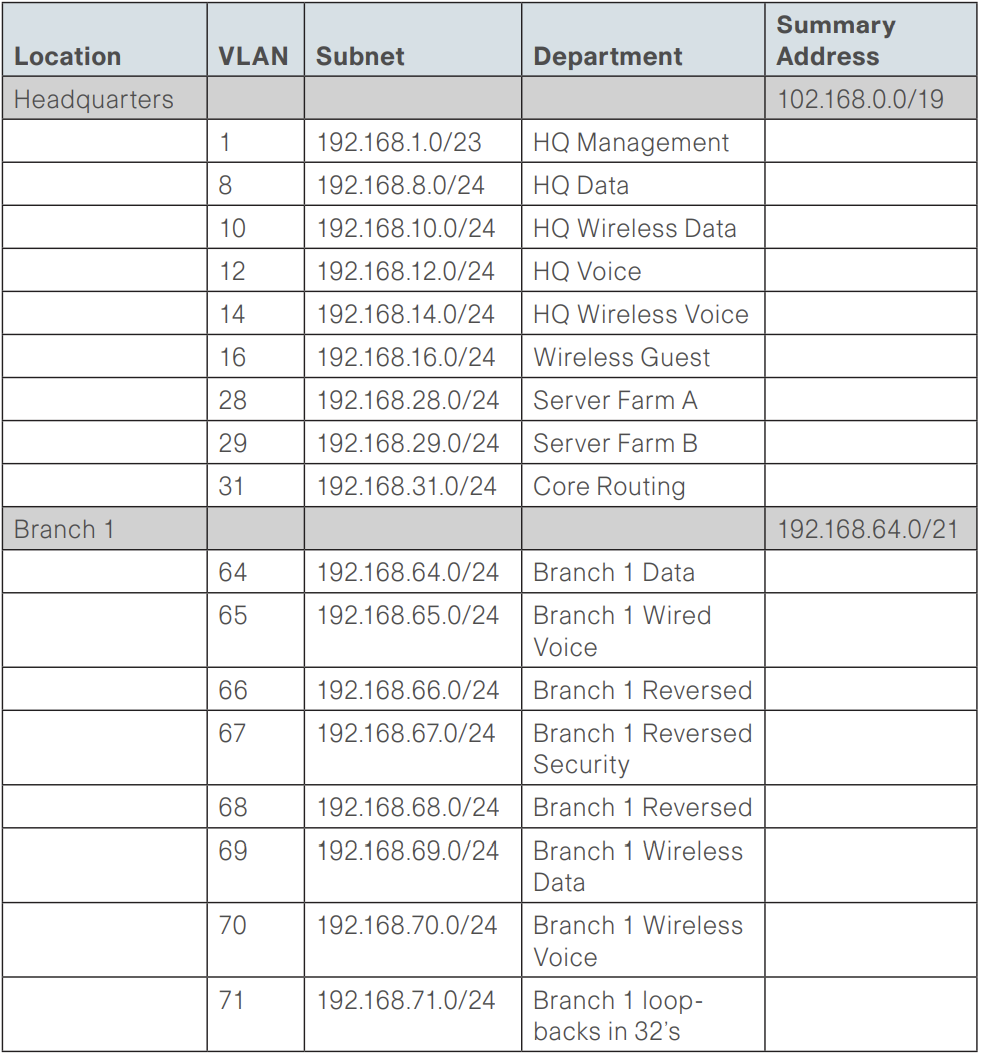 Location VLAN Subnet Department Summary Address
Headquarters 102.168.0.0/19
1 192.168.1.0/23 HQ Management
8 192.168.8.0/24 HQ Data
10 192.168.10.0/24 HQ Wireless Data
12 192.168.12.0/24 HQ Voice
14 192.168.14.0/24 HQ Wireless Voice
16 192.168.16.0/24 Wireless Guest
28 192.168.28.0/24 Server Farm A
29 192.168.29.0/24 Server Farm B
31 192.168.31.0/24 Core Routing
Branch 1 192.168.64.0/21
64 192.168.64.0/24 Branch 1 Data
65 192.168.65.0/24 Branch 1 Wired
Voice
66 192.168.66.0/24 Branch 1 Reversed
67 192.168.67.0/24 Branch 1 Reversed
Security
68 192.168.68.0/24 Branch 1 Reversed
69 192.168.69.0/24 Branch 1 Wireless
Data
70 192.168.70.0/24 Branch 1 Wireless
Voice
71 192.168.71.0/24 Branch 1 loop-
backs in 32's